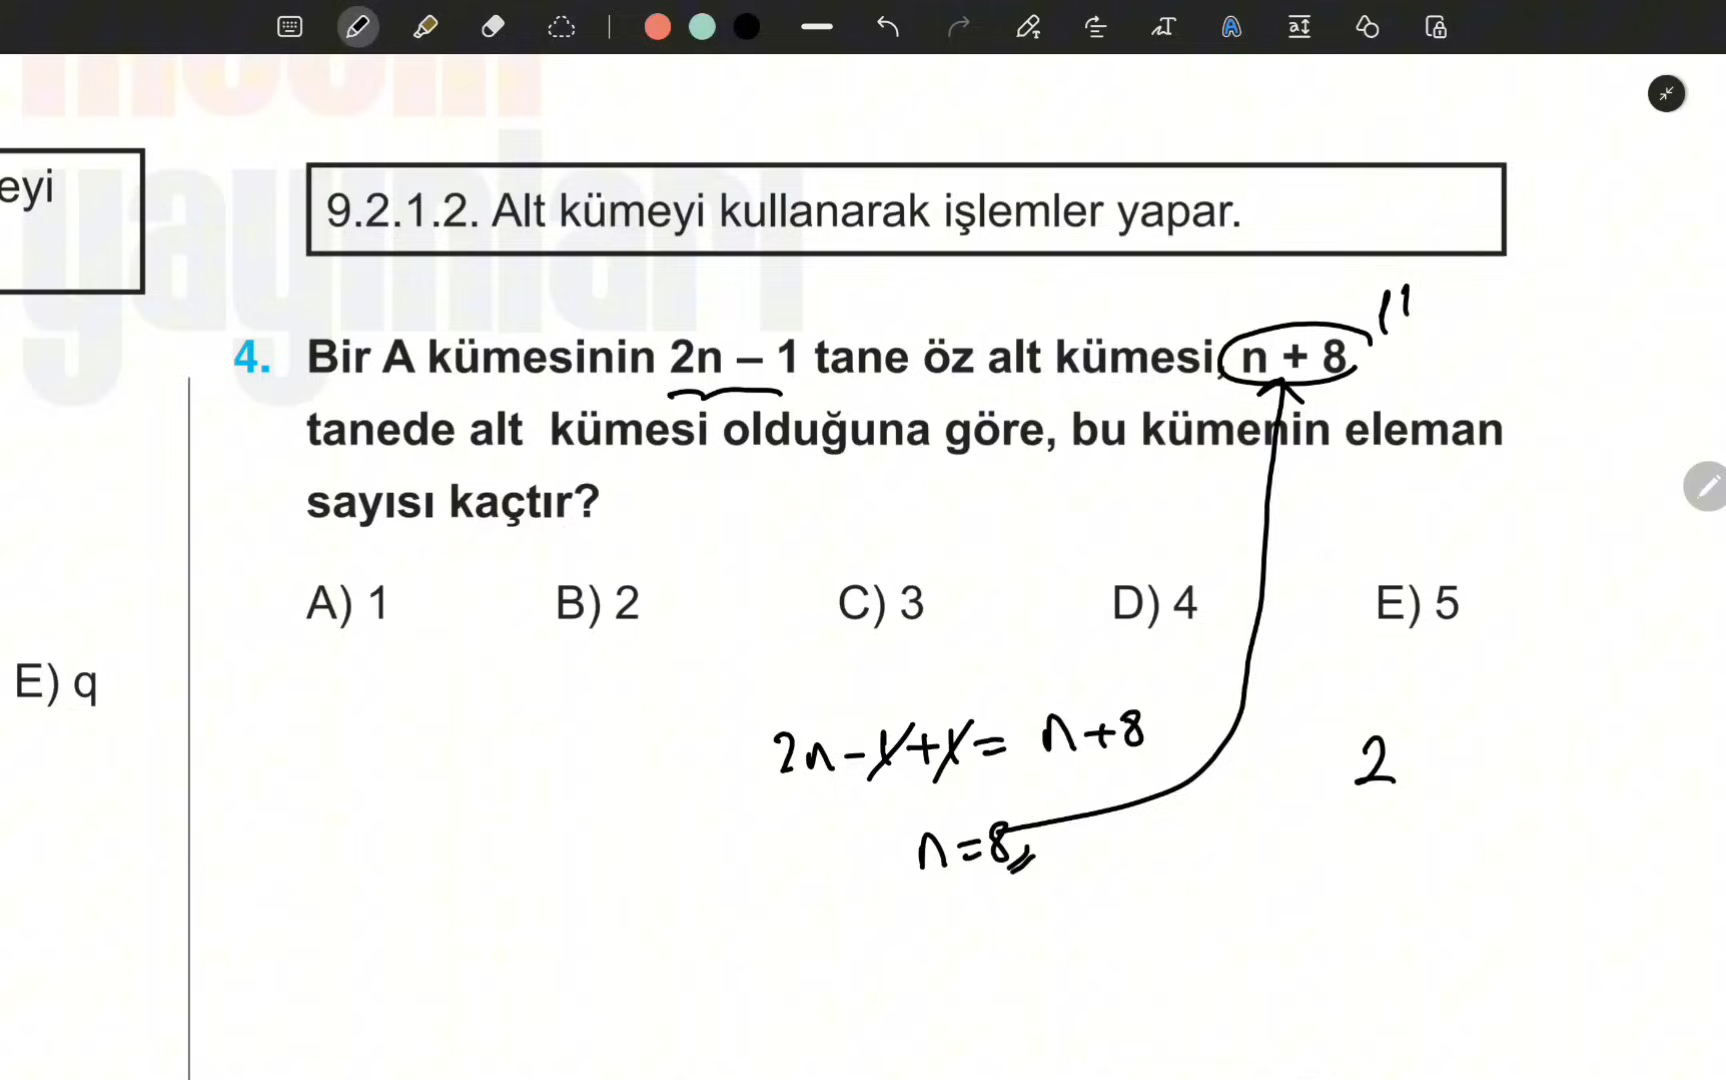 yayınları
eyi
9.2.1.2. Alt kümeyi kullanarak işlemler yapar.
4. Bir A kümesinin 2n – 1 tane öz alt kümesi, n + 8
tanede alt kümesi olduğuna göre, bu kümenin eleman
sayısı kaçtır?
A) 1 B) 2 C) 3 D) 4 E) 5
E) q
2n-1+1= n+8
2
n=8